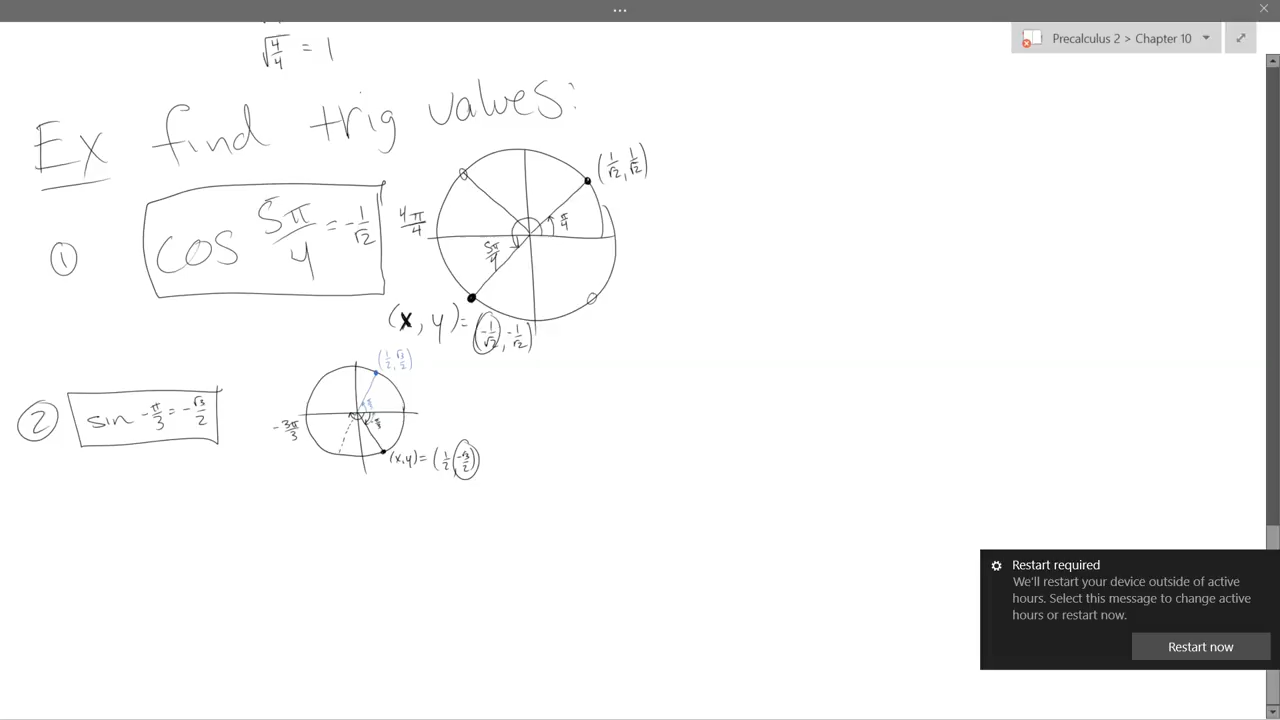 ...
Precalculus 2 > Chapter 10
√4/4 = 1
Ex find trig values:
(1/√2, 1/√2)
① cos 5π/4 = -1/√2
4π/4
π/4
5π/4
(x, y) = (-1/√2, -1/√2)
(1/2, √3/2)
② sin -π/3 = -√3/2
π/3
-π/3
-3π/3
(x,y) = (1/2, -√3/2)
Restart required
We'll restart your device outside of active
hours. Select this message to change active
hours or restart now.
Restart now